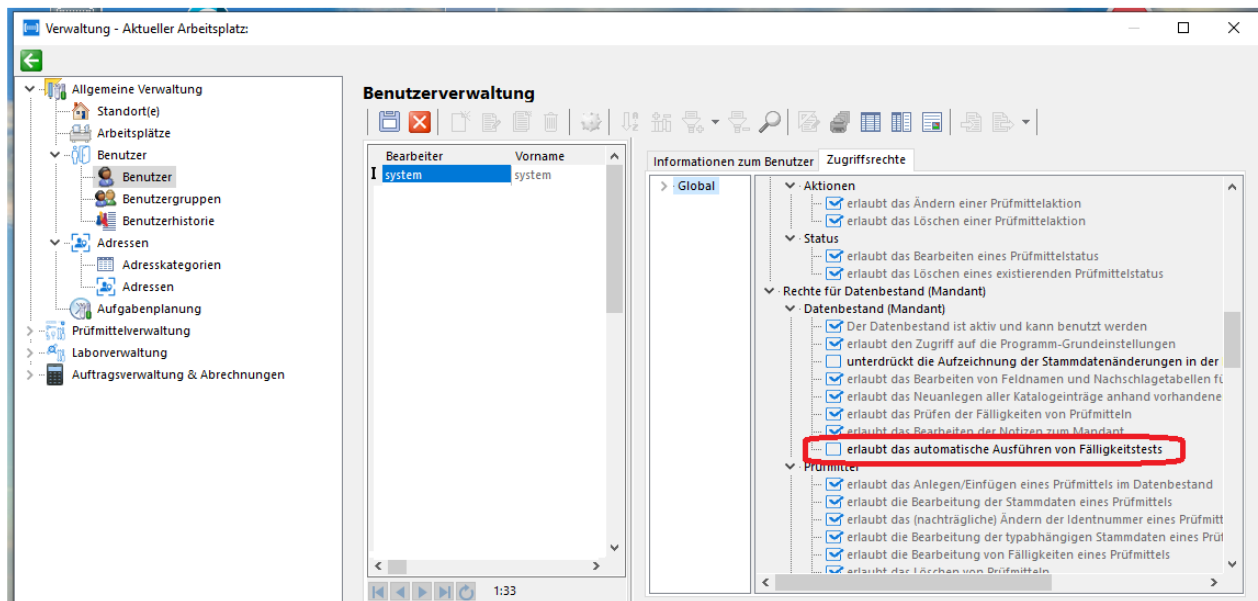 Verwaltung - Aktueller Arbeitsplatz:
Allgemeine Verwaltung
Standort(e)
Arbeitsplätze
Benutzer
Benutzer
Benutzergruppen
Benutzerhistorie
Adressen
Adresskategorien
Adressen
Aufgabenplanung
Prüfmittelverwaltung
Laborverwaltung
Auftragsverwaltung & Abrechnungen
Benutzerverwaltung
Bearbeiter Vorname
system system
1:33
Informationen zum Benutzer Zugriffsrechte
Global
Aktionen
erlaubt das Ändern einer Prüfmittelaktion
erlaubt das Löschen einer Prüfmittelaktion
Status
erlaubt das Bearbeiten eines Prüfmittelstatus
erlaubt das Löschen eines existierenden Prüfmittelstatus
Rechte für Datenbestand (Mandant)
Datenbestand (Mandant)
Der Datenbestand ist aktiv und kann benutzt werden
erlaubt den Zugriff auf die Programm-Grundeinstellungen
unterdrückt die Aufzeichnung der Stammdatenänderungen in der
erlaubt das Bearbeiten von Feldnamen und Nachschlagetabellen fü
erlaubt das Neuanlegen aller Katalogeinträge anhand vorhandene
erlaubt das Prüfen der Fälligkeiten von Prüfmitteln
erlaubt das Bearbeiten der Notizen zum Mandant
erlaubt das automatische Ausführen von Fälligkeitstests
Prüfmittel
erlaubt das Anlegen/Einfügen eines Prüfmittels im Datenbestand
erlaubt die Bearbeitung der Stammdaten eines Prüfmittels
erlaubt das (nachträgliche) Ändern der Identnummer eines Prüfmitt
erlaubt die Bearbeitung der typabhängigen Stammdaten eines Prüf
erlaubt die Bearbeitung von Fälligkeiten eines Prüfmittels
erlaubt das Löschen von Prüfmitteln